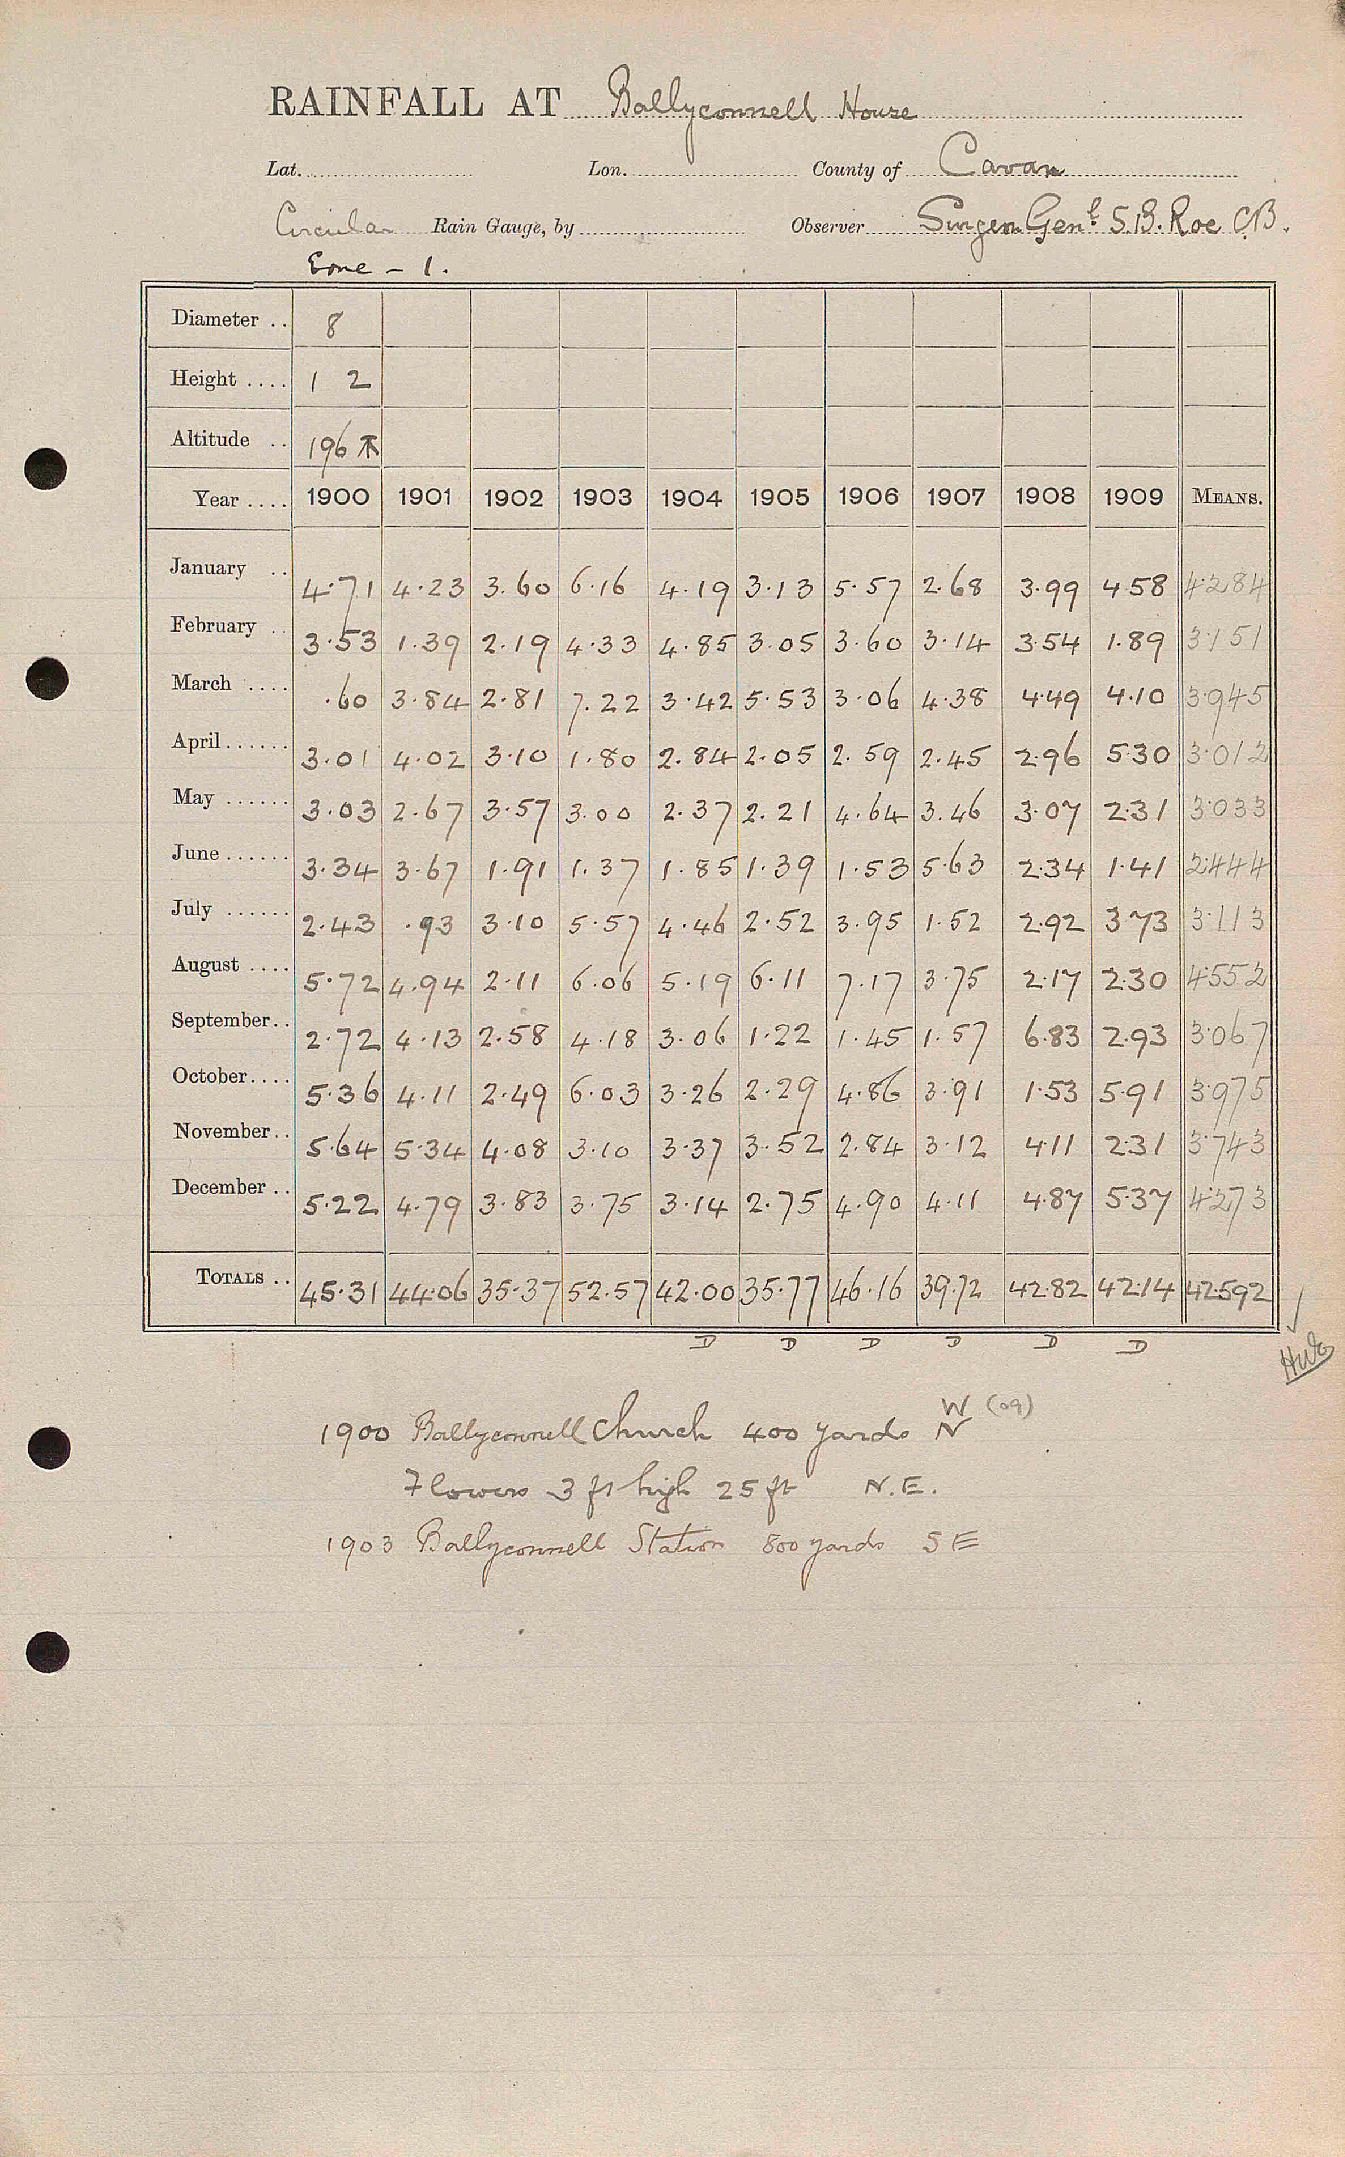 RAINFALL AT Ballyconnell House
Lat. Lon. County of Cavan
Circular Rain Gauge, by Observer Surgeon Genl. S.B. Roe C.B.
Erne - 1.
Diameter .. 8
Height .... 1 2
Altitude .. 196
Year .... 1900 1901 1902 1903 1904 1905 1906 1907 1908 1909 MEANS.
January .. 4.71 4.23 3.60 6.16 4.19 3.13 5.57 2.68 3.99 4.58 4.284
February .. 3.53 1.39 2.19 4.33 4.85 3.05 3.60 3.14 3.54 1.89 3.151
March .... .60 3.84 2.81 7.22 3.42 5.53 3.06 4.38 4.49 4.10 3.945
April...... 3.01 4.02 3.10 1.80 2.84 2.05 2.59 2.45 2.96 5.30 3.012
May ...... 3.03 2.67 3.57 3.00 2.37 2.21 4.64 3.46 3.07 2.31 3.033
June...... 3.34 3.67 1.91 1.37 1.85 1.39 1.53 5.63 2.34 1.41 2.444
July ...... 2.43 .93 3.10 5.57 4.46 2.52 3.95 1.52 2.92 3.73 3.113
August .... 5.72 4.94 2.11 6.06 5.19 6.11 7.17 3.75 2.17 2.30 4.552
September.. 2.72 4.13 2.58 4.18 3.06 1.22 1.45 1.57 6.83 2.93 3.067
October.... 5.36 4.11 2.49 6.03 3.26 2.29 4.86 3.91 1.53 5.91 3.975
November.. 5.64 5.34 4.08 3.10 3.37 3.52 2.84 3.12 4.11 2.31 3.743
December .. 5.22 4.79 3.83 3.75 3.14 2.75 4.90 4.11 4.87 5.37 4.273
TOTALS .. 45.31 44.06 35.37 52.57 42.00 35.77 46.16 39.72 42.82 42.14 42.592
D D D D D D
W (09)
1900 Ballyconnell Church 400 yards N
Flowers 3 ft high 25 ft N.E.
1903 Ballyconnell Station 800 yards SE